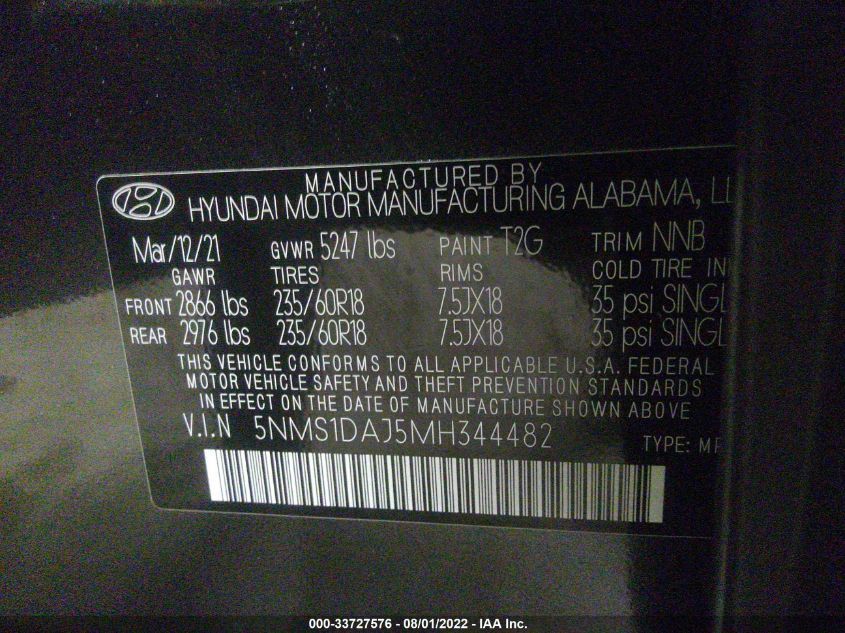 MANUFACTURED BY
HYUNDAI MOTOR MANUFACTURING ALABAMA, LL
Mar/12/21 GVWR 5247 lbs PAINT T2G TRIM NNB
GAWR TIRES RIMS COLD TIRE IN
FRONT 2866 lbs 235/60R18 7.5JX18 35 psi SINGL
REAR 2976 lbs 235/60R18 7.5JX18 35 psi SINGL
THIS VEHICLE CONFORMS TO ALL APPLICABLE U.S.A. FEDERAL
MOTOR VEHICLE SAFETY AND THEFT PREVENTION STANDARDS
IN EFFECT ON THE DATE OF MANUFACTURE SHOWN ABOVE
V.I.N 5NMS1DAJ5MH344482 TYPE: MP
000-33727576 - 08/01/2022 - IAA Inc.